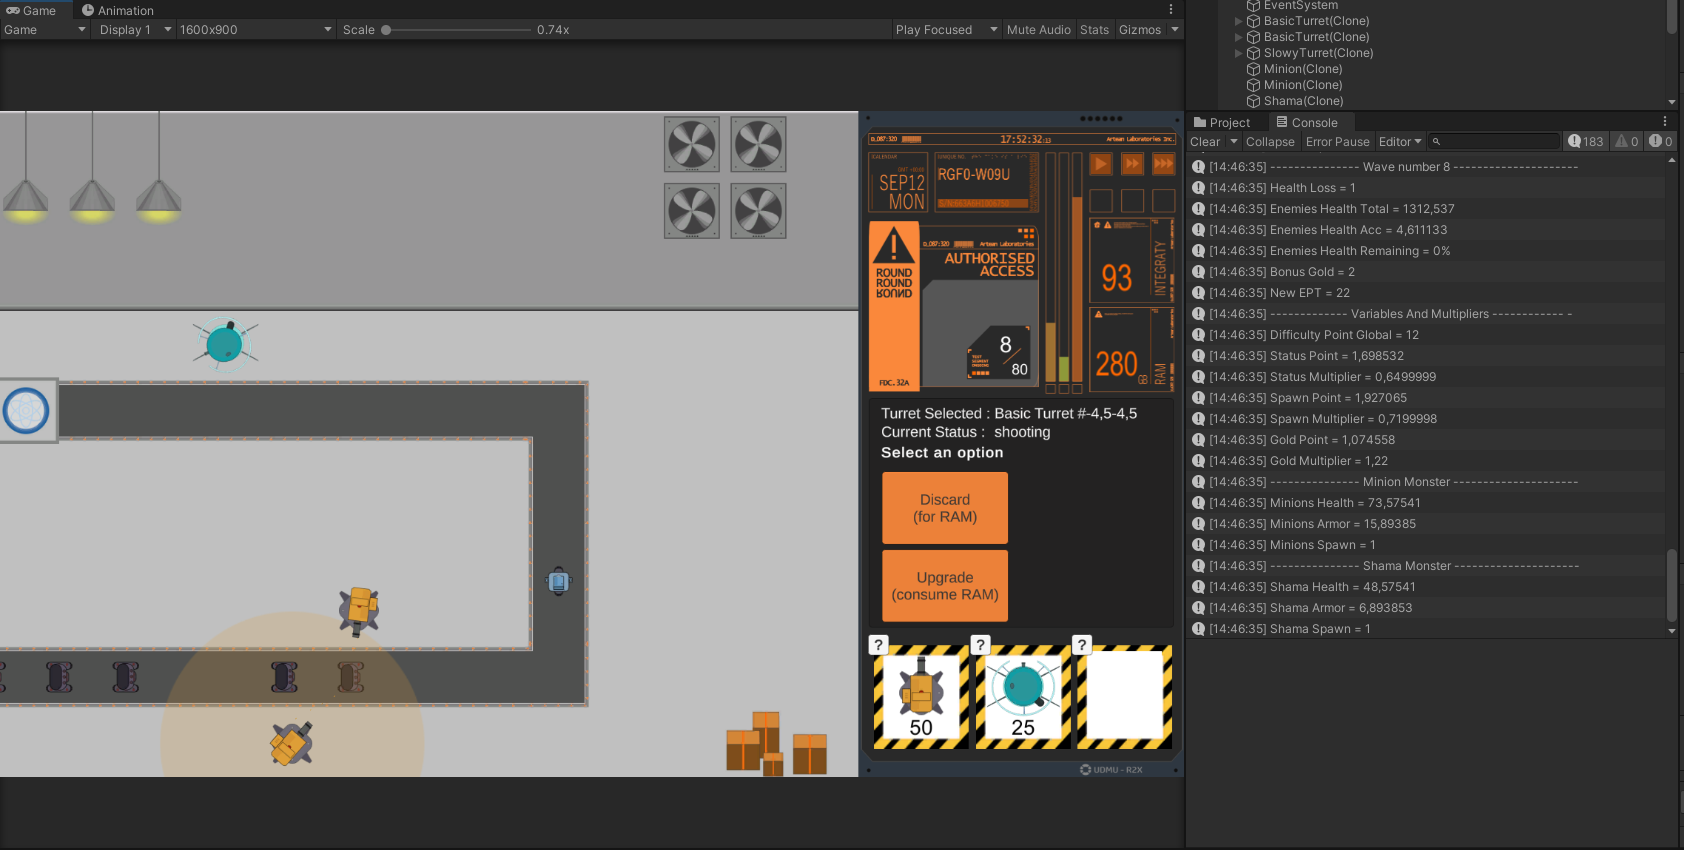 Game
Animation
Game
Display 1
1600x900
Scale
0.74x
Play Focused
Mute Audio
Stats
Gizmos
EventSystem
BasicTurret(Clone)
BasicTurret(Clone)
SlowyTurret(Clone)
Minion(Clone)
Minion(Clone)
Shama(Clone)
Project
Console
Clear
Collapse
Error Pause
Editor
183
0
0
[14:46:35] --------------- Wave number 8 ---------------------
[14:46:35] Health Loss = 1
[14:46:35] Enemies Health Total = 1312,537
[14:46:35] Enemies Health Acc = 4,611133
[14:46:35] Enemies Health Remaining = 0%
[14:46:35] Bonus Gold = 2
[14:46:35] New EPT = 22
[14:46:35] ------------- Variables And Multipliers ------------ -
[14:46:35] Difficulty Point Global = 12
[14:46:35] Status Point = 1,698532
[14:46:35] Status Multiplier = 0,6499999
[14:46:35] Spawn Point = 1,927065
[14:46:35] Spawn Multiplier = 0,7199998
[14:46:35] Gold Point = 1,074558
[14:46:35] Gold Multiplier = 1,22
[14:46:35] --------------- Minion Monster ---------------------
[14:46:35] Minions Health = 73,57541
[14:46:35] Minions Armor = 15,89385
[14:46:35] Minions Spawn = 1
[14:46:35] --------------- Shama Monster ---------------------
[14:46:35] Shama Health = 48,57541
[14:46:35] Shama Armor = 6,893853
[14:46:35] Shama Spawn = 1
17:52:32
Artean Laboratories Inc.
CALENDAR
SEP12
MON
RGF0-W09U
ROUND
ROUND
ROUND
FDC.32A
Artean Laboratories
AUTHORISED
ACCESS
8
80
93
INTEGRATY
280
GB
RAM
Turret Selected : Basic Turret #-4,5-4,5
Current Status : shooting
Select an option
Discard
(for RAM)
Upgrade
(consume RAM)
?
?
?
50
25
UDMU - R2X